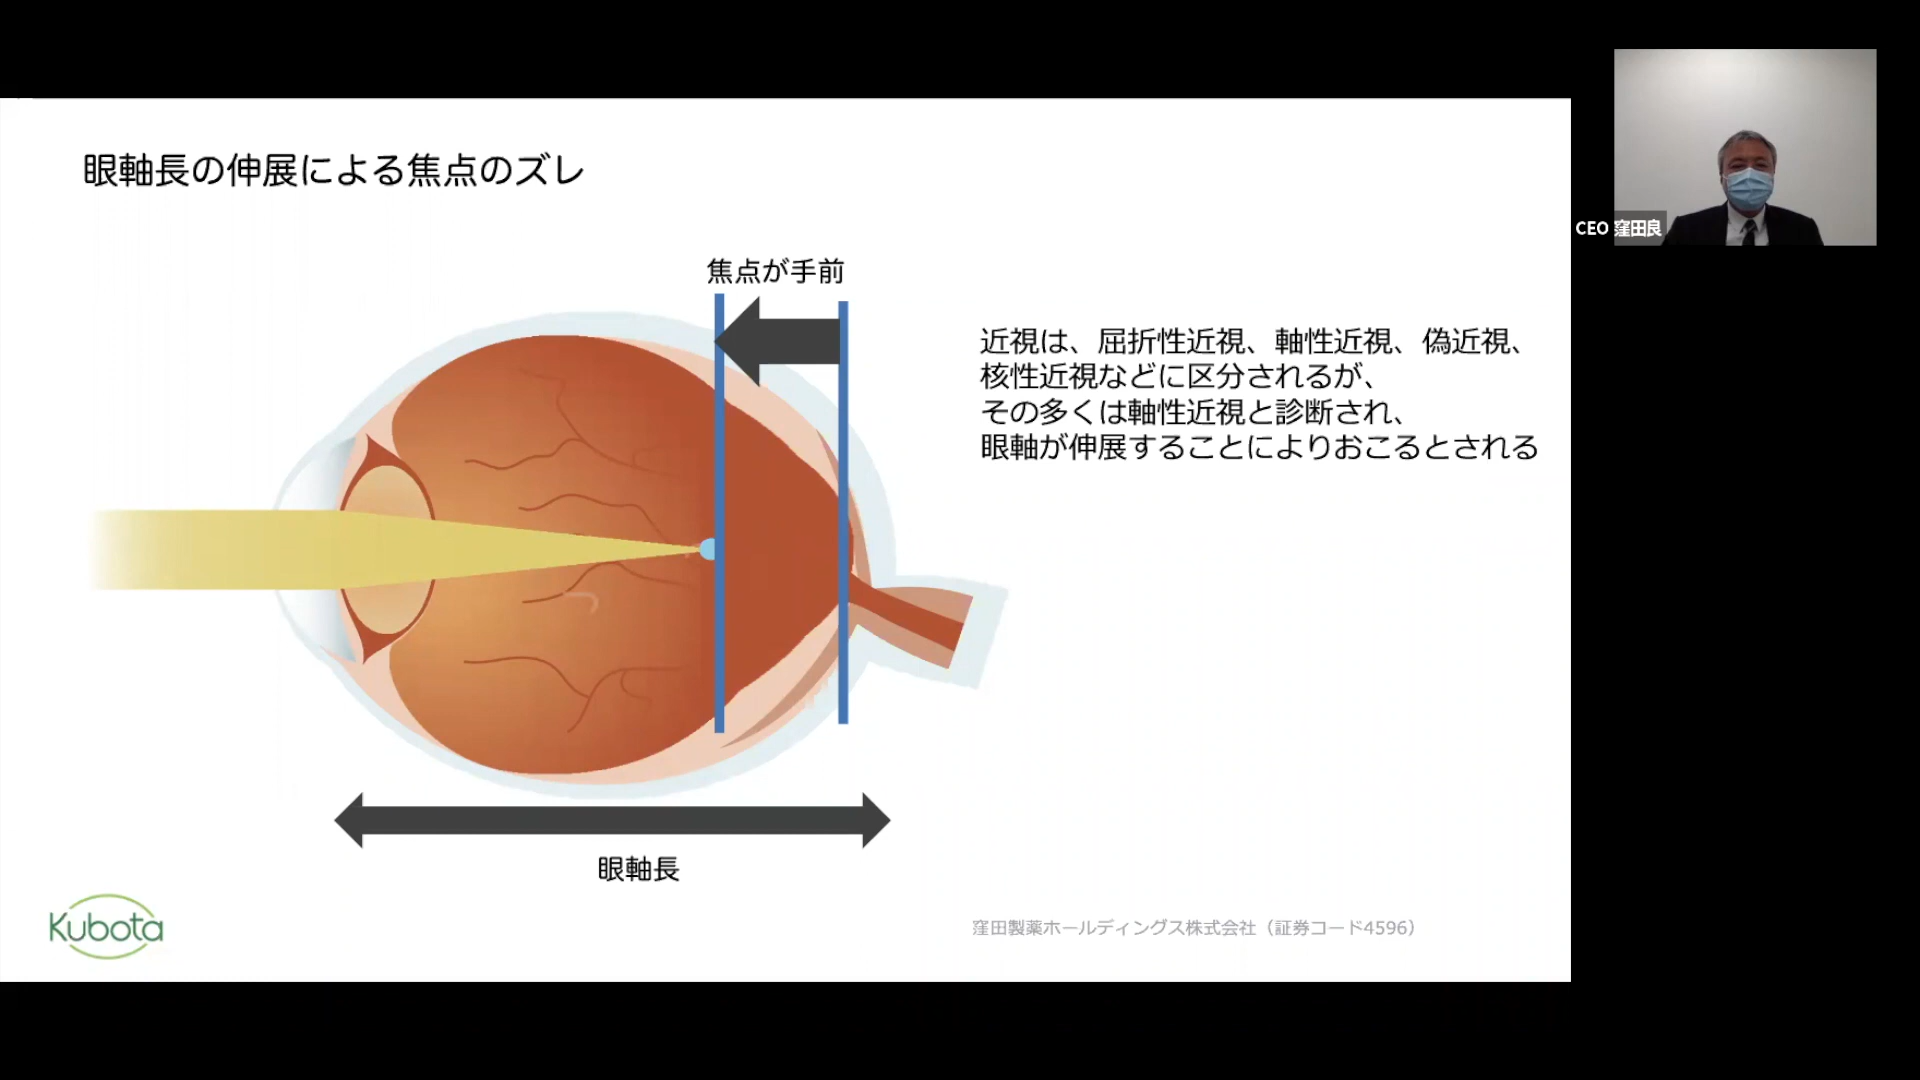 眼軸長の伸展による焦点のズレ
焦点が手前
近視は、屈折性近視、軸性近視、偽近視、
核性近視などに区分されるが、
その多くは軸性近視と診断され、
眼軸が伸展することによりおこるとされる
眼軸長
Kubota
窪田製薬ホールディングス株式会社（証券コード4596）
CEO 窪田良